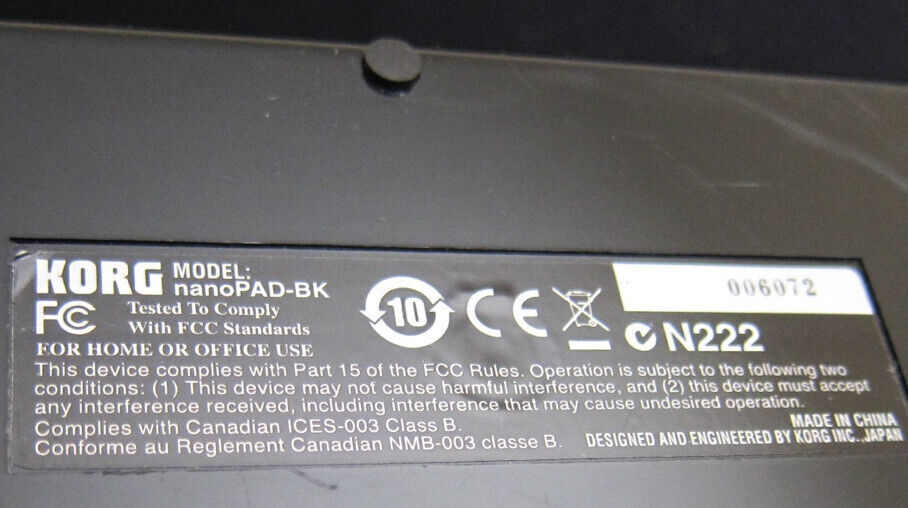 KORG MODEL:
nanoPAD-BK
006072
FC Tested To Comply
With FCC Standards
10 CE N222
FOR HOME OR OFFICE USE
This device complies with Part 15 of the FCC Rules. Operation is subject to the following two
conditions: (1) This device may not cause harmful interference, and (2) this device must accept
any interference received, including interference that may cause undesired operation.
Complies with Canadian ICES-003 Class B.
Conforme au Reglement Canadian NMB-003 classe B.
MADE IN CHINA
DESIGNED AND ENGINEERED BY KORG INC. JAPAN